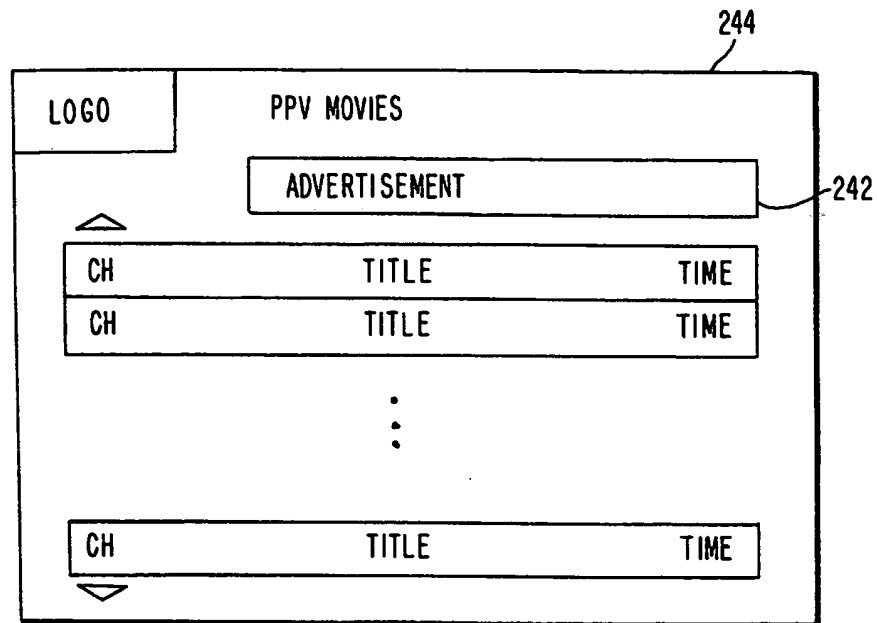 244
LOGO PPV MOVIES
ADVERTISEMENT
242
CH TITLE TIME
CH TITLE TIME
CH TITLE TIME